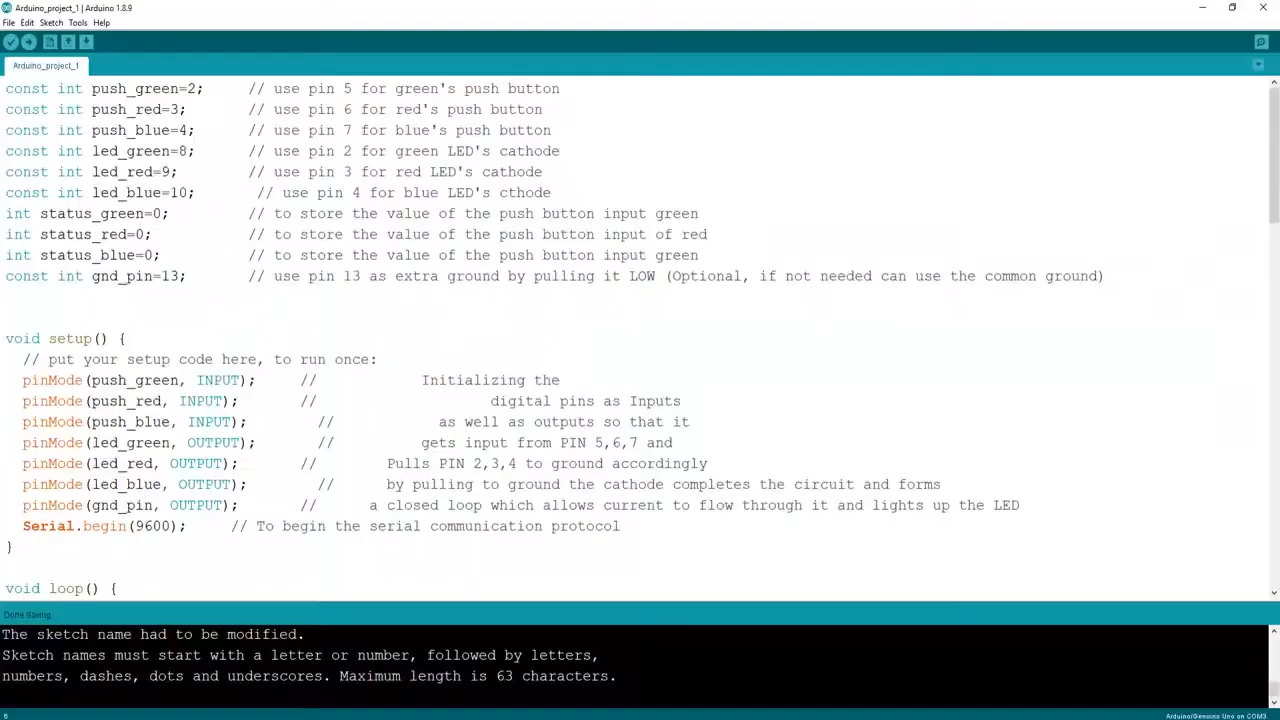 Arduino_project_1 | Arduino 1.8.9
File Edit Sketch Tools Help
Arduino_project_1
const int push_green=2; // use pin 5 for green's push button
const int push_red=3; // use pin 6 for red's push button
const int push_blue=4; // use pin 7 for blue's push button
const int led_green=8; // use pin 2 for green LED's cathode
const int led_red=9; // use pin 3 for red LED's cathode
const int led_blue=10; // use pin 4 for blue LED's cthode
int status_green=0; // to store the value of the push button input green
int status_red=0; // to store the value of the push button input of red
int status_blue=0; // to store the value of the push button input green
const int gnd_pin=13; // use pin 13 as extra ground by pulling it LOW (Optional, if not needed can use the common ground)
void setup() {
// put your setup code here, to run once:
pinMode(push_green, INPUT); // Initializing the
pinMode(push_red, INPUT); // digital pins as Inputs
pinMode(push_blue, INPUT); // as well as outputs so that it
pinMode(led_green, OUTPUT); // gets input from PIN 5,6,7 and
pinMode(led_red, OUTPUT); // Pulls PIN 2,3,4 to ground accordingly
pinMode(led_blue, OUTPUT); // by pulling to ground the cathode completes the circuit and forms
pinMode(gnd_pin, OUTPUT); // a closed loop which allows current to flow through it and lights up the LED
Serial.begin(9600); // To begin the serial communication protocol
}
void loop() {
Done Saving.
The sketch name had to be modified.
Sketch names must start with a letter or number, followed by letters,
numbers, dashes, dots and underscores. Maximum length is 63 characters.
6 Arduino/Genuino Uno on COM3